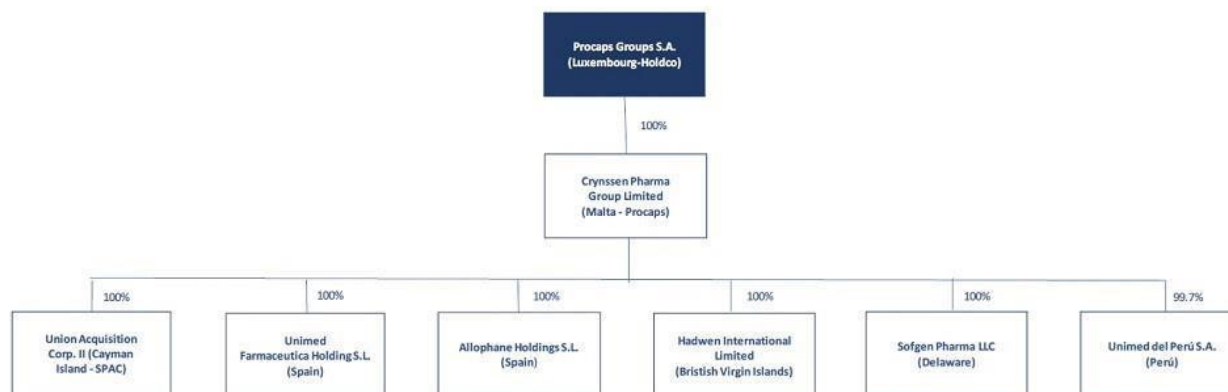 Procaps Groups S.A.
(Luxembourg-Holdco)
100%
Crynssen Pharma
Group Limited
(Malta - Procaps)
100%
100%
100%
100%
100%
99.7%
Union Acquisition
Corp. II (Cayman
Island - SPAC)
Unimed
Farmaceutica Holding S.L.
(Spain)
Allophane Holdings S.L.
(Spain)
Hadwen International
Limited
(Bristish Virgin Islands)
Sofgen Pharma LLC
(Delaware)
Unimed del Perú S.A.
(Perú)